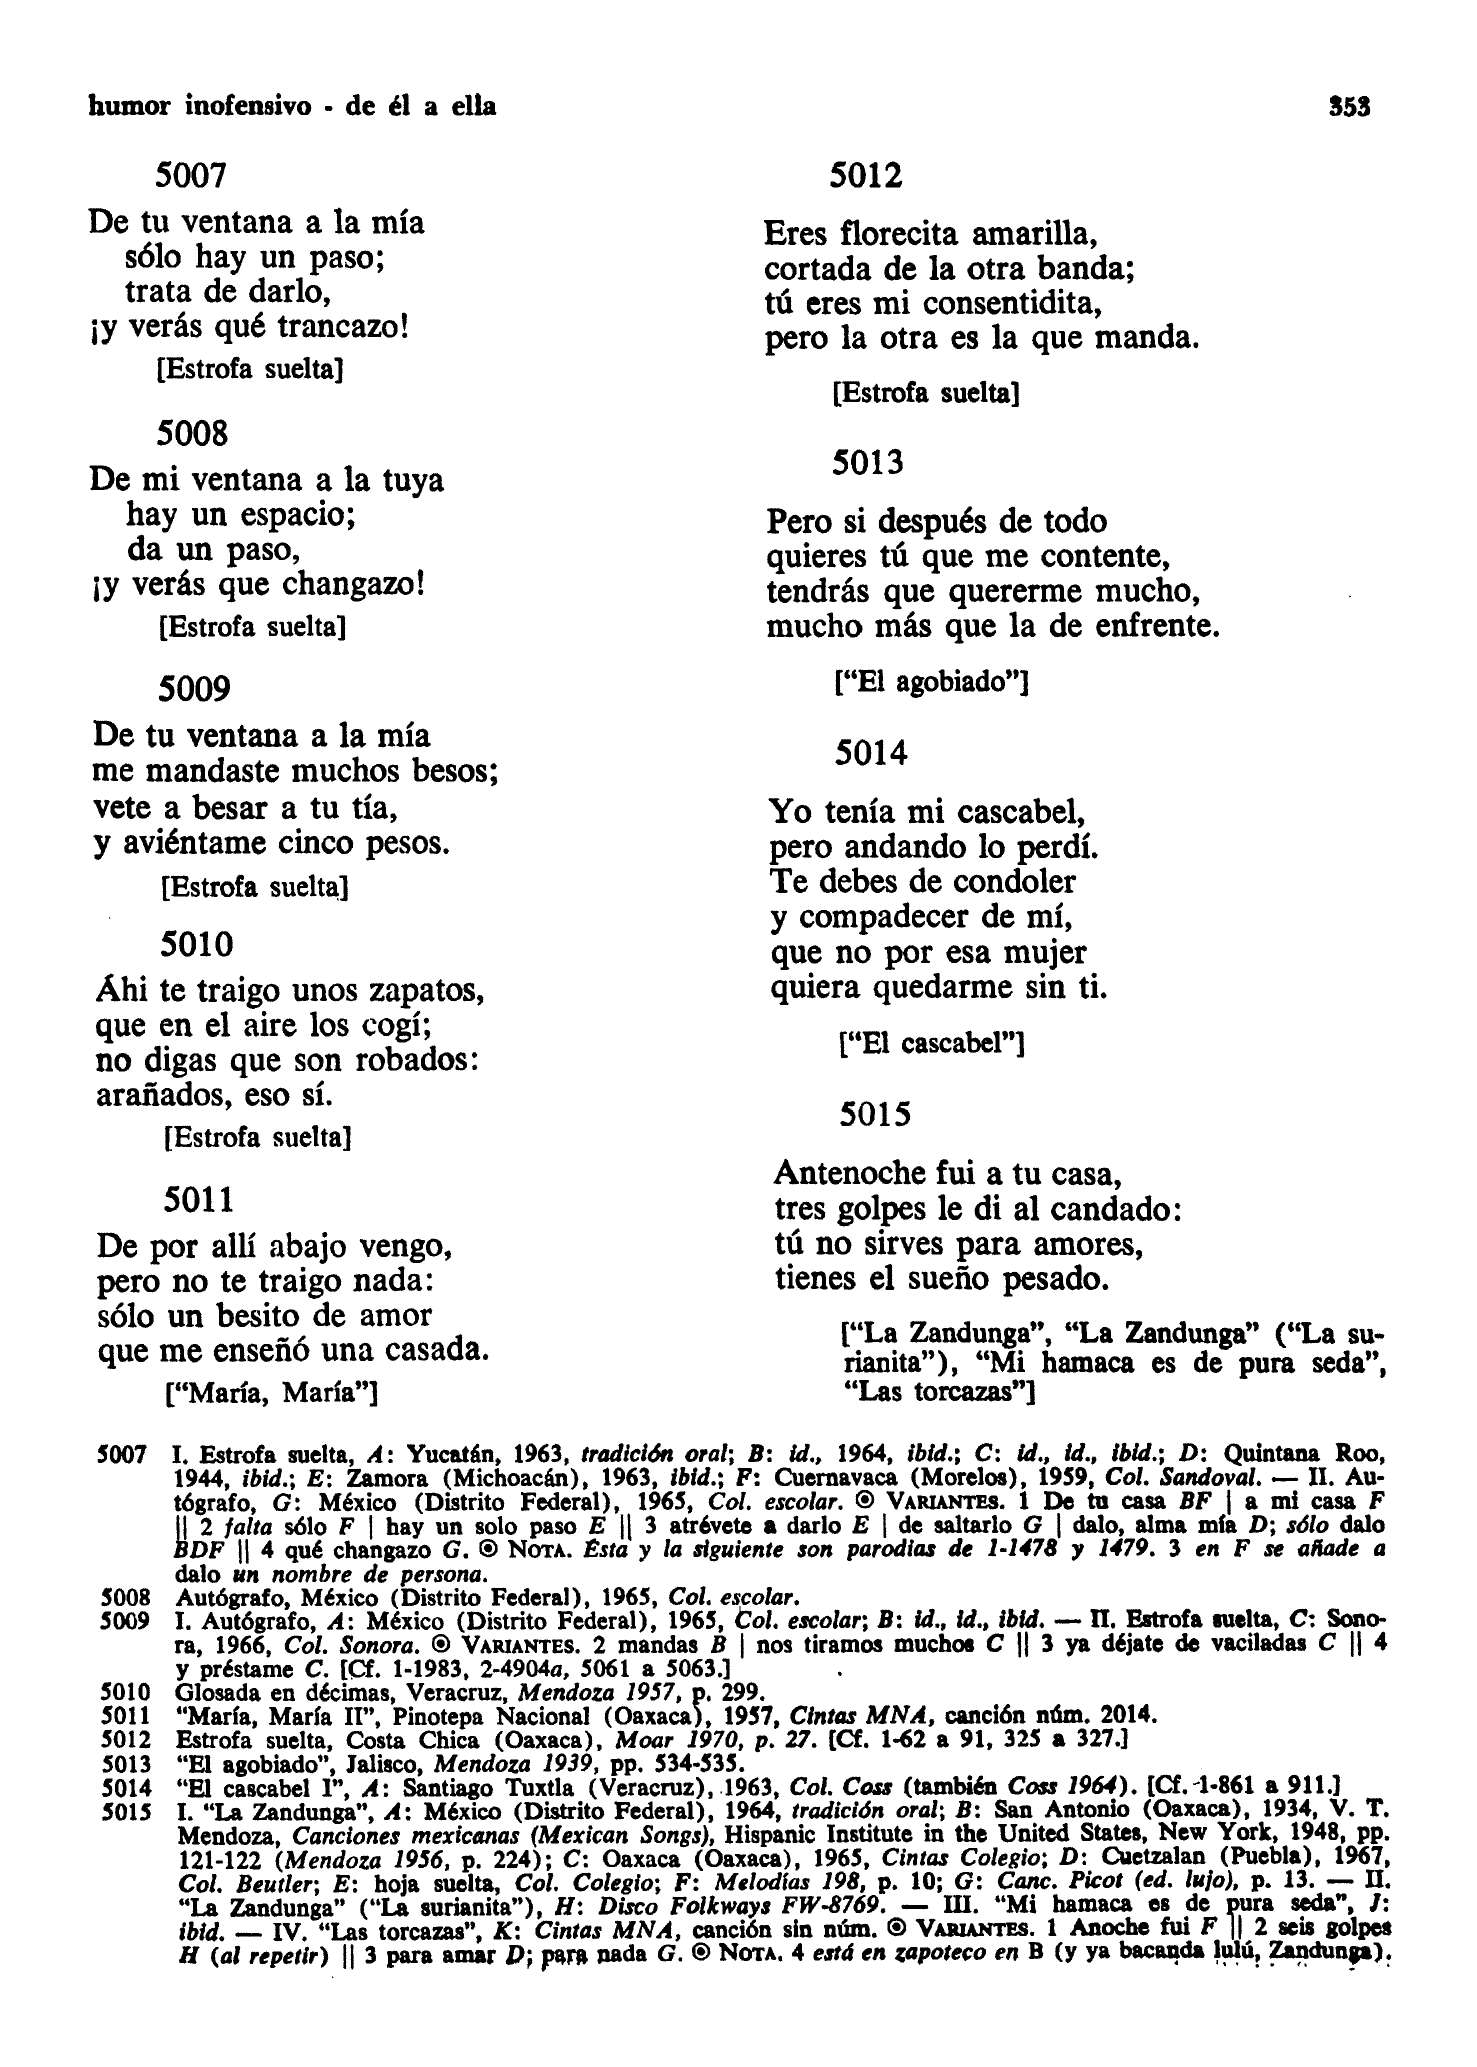 humor inofensivo - de él a ella
353
5007
De tu ventana a la mía
sólo hay un paso;
trata de darlo,
¡y verás qué trancazo!
[Estrofa suelta]
5008
De mi ventana a la tuya
hay un espacio;
da un paso,
¡y verás que changazo!
[Estrofa suelta]
5009
De tu ventana a la mía
me mandaste muchos besos;
vete a besar a tu tía,
y aviéntame cinco pesos.
[Estrofa suelta]
5010
Áhi te traigo unos zapatos,
que en el aire los cogí;
no digas que son robados:
arañados, eso sí.
[Estrofa suelta]
5011
De por allí abajo vengo,
pero no te traigo nada:
sólo un besito de amor
que me enseñó una casada.
["María, María"]
5012
Eres florecita amarilla,
cortada de la otra banda;
tú eres mi consentidita,
pero la otra es la que manda.
[Estrofa suelta]
5013
Pero si después de todo
quieres tú que me contente,
tendrás que quererme mucho,
mucho más que la de enfrente.
["El agobiado"]
5014
Yo tenía mi cascabel,
pero andando lo perdí.
Te debes de condoler
y compadecer de mí,
que no por esa mujer
quiera quedarme sin ti.
["El cascabel"]
5015
Antenoche fui a tu casa,
tres golpes le di al candado:
tú no sirves para amores,
tienes el sueño pesado.
["La Zandunga", "La Zandunga" ("La su-
rianita"), "Mi hamaca es de pura seda",
"Las torcazas"]
5007 I. Estrofa suelta, A: Yucatán, 1963, tradición oral; B: id., 1964, ibid.; C: id., id., ibid.; D: Quintana Roo,
1944, ibid.; E: Zamora (Michoacán), 1963, ibid.; F: Cuernavaca (Morelos), 1959, Col. Sandoval. — II. Au-
tógrafo, G: México (Distrito Federal), 1965, Col. escolar. ® VARIANTES. 1 De tu casa BF | a mi casa F
|| 2 falta sólo F | hay un solo paso E || 3 atrévete a darlo E | de saltarlo G | dalo, alma mía D; sólo dalo
BDF || 4 qué changazo G. ® NOTA. Ésta y la siguiente son parodias de 1-1478 y 1479. 3 en F se añade a
dalo un nombre de persona.
5008 Autógrafo, México (Distrito Federal), 1965, Col. escolar.
5009 I. Autógrafo, A: México (Distrito Federal), 1965, Col. escolar; B: id., id., ibid. — II. Estrofa suelta, C: Sono-
ra, 1966, Col. Sonora. ® VARIANTES. 2 mandas B | nos tiramos muchos C || 3 ya déjate de vaciladas C || 4
y préstame C. [Cf. 1-1983, 2-4904a, 5061 a 5063.]
5010 Glosada en décimas, Veracruz, Mendoza 1957, p. 299.
5011 "María, María II", Pinotepa Nacional (Oaxaca), 1957, Cintas MNA, canción núm. 2014.
5012 Estrofa suelta, Costa Chica (Oaxaca), Moar 1970, p. 27. [Cf. 1-62 a 91, 325 a 327.]
5013 "El agobiado", Jalisco, Mendoza 1939, pp. 534-535.
5014 "El cascabel I", A: Santiago Tuxtla (Veracruz), 1963, Col. Coss (también Coss 1964). [Cf. 1-861 a 911.]
5015 I. "La Zandunga", A: México (Distrito Federal), 1964, tradición oral; B: San Antonio (Oaxaca), 1934, V. T.
Mendoza, Canciones mexicanas (Mexican Songs), Hispanic Institute in the United States, New York, 1948, pp.
121-122 (Mendoza 1956, p. 224); C: Oaxaca (Oaxaca), 1965, Cintas Colegio; D: Cuetzalan (Puebla), 1967,
Col. Beutler; E: hoja suelta, Col. Colegio; F: Melodías 198, p. 10; G: Canc. Picot (ed. lujo), p. 13. — II.
"La Zandunga" ("La surianita"), H: Disco Folkways FW-8769. — III. "Mi hamaca es de pura seda", J:
ibid. — IV. "Las torcazas", K: Cintas MNA, canción sin núm. ® VARIANTES. 1 Anoche fui F || 2 seis golpes
H (al repetir) || 3 para amar D; para nada G. ® NOTA. 4 está en zapoteco en B (y ya bacanda lulú, Zandunga).